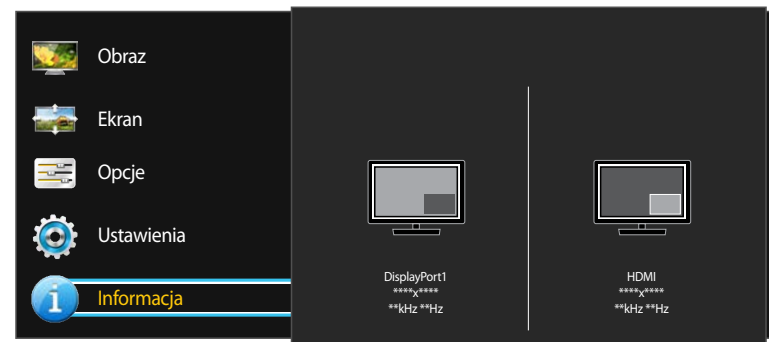 Obraz
Ekran
Opcje
Ustawienia
Informacja
DisplayPort1
****x****
**kHz **Hz
HDMI
****x****
**kHz **Hz